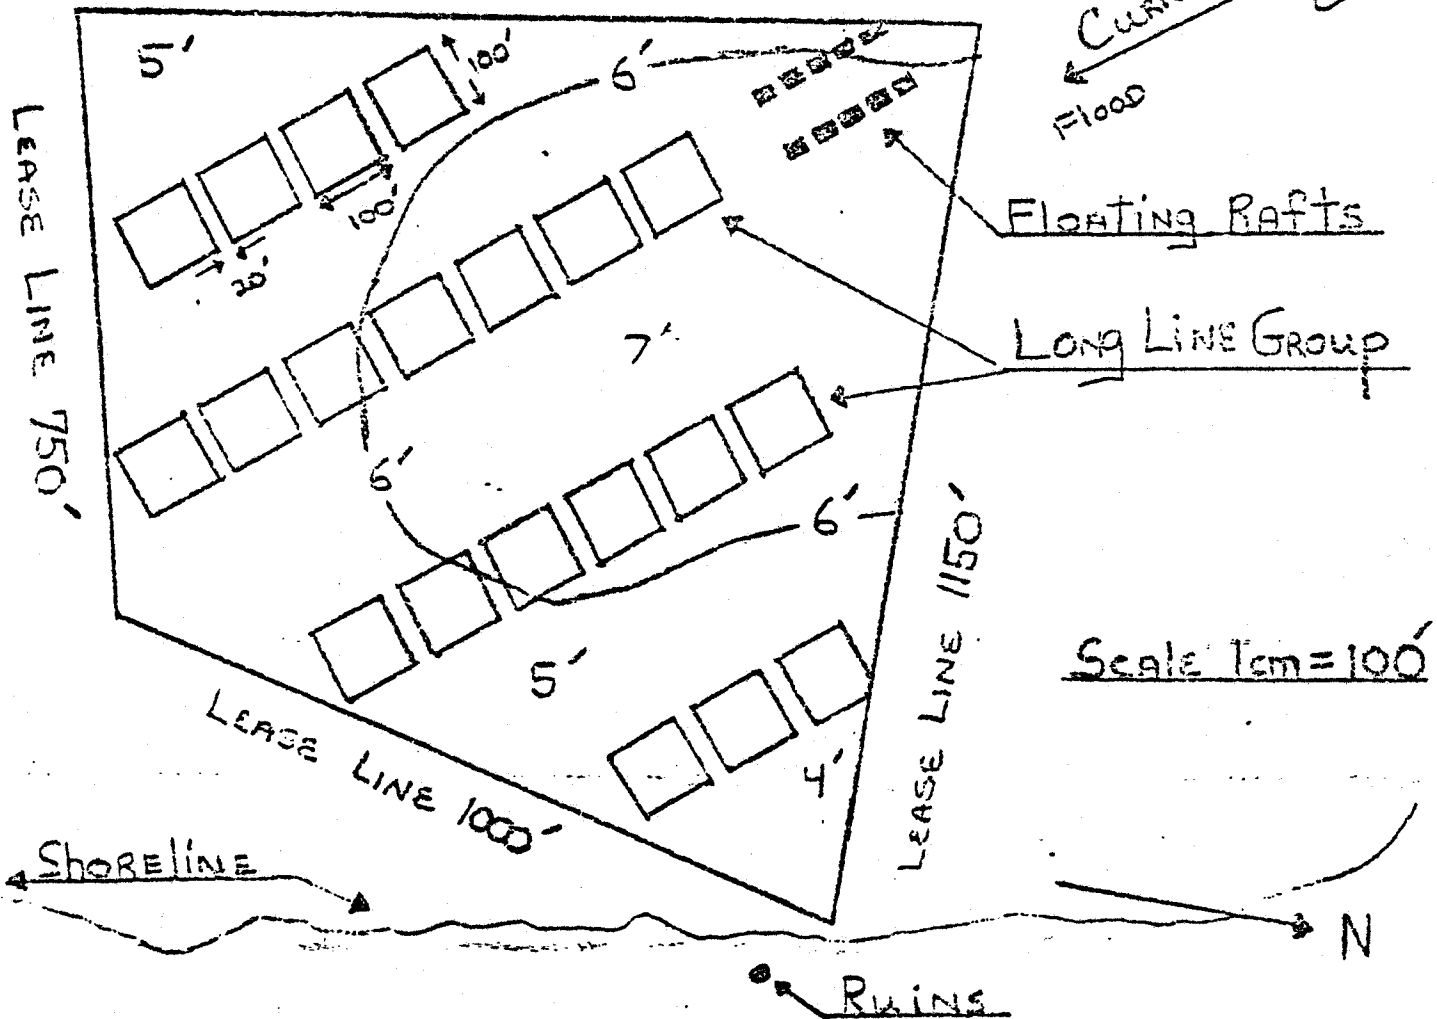 5′
100′
6′
Flood
100′
20′
Floating Rafts
LEASE LINE 750′
7′
Long Line Group
6′
6′
LEASE LINE 1150′
5′
Scale 1cm = 100′
4′
LEASE LINE 1000′
Shoreline
N
Ruins